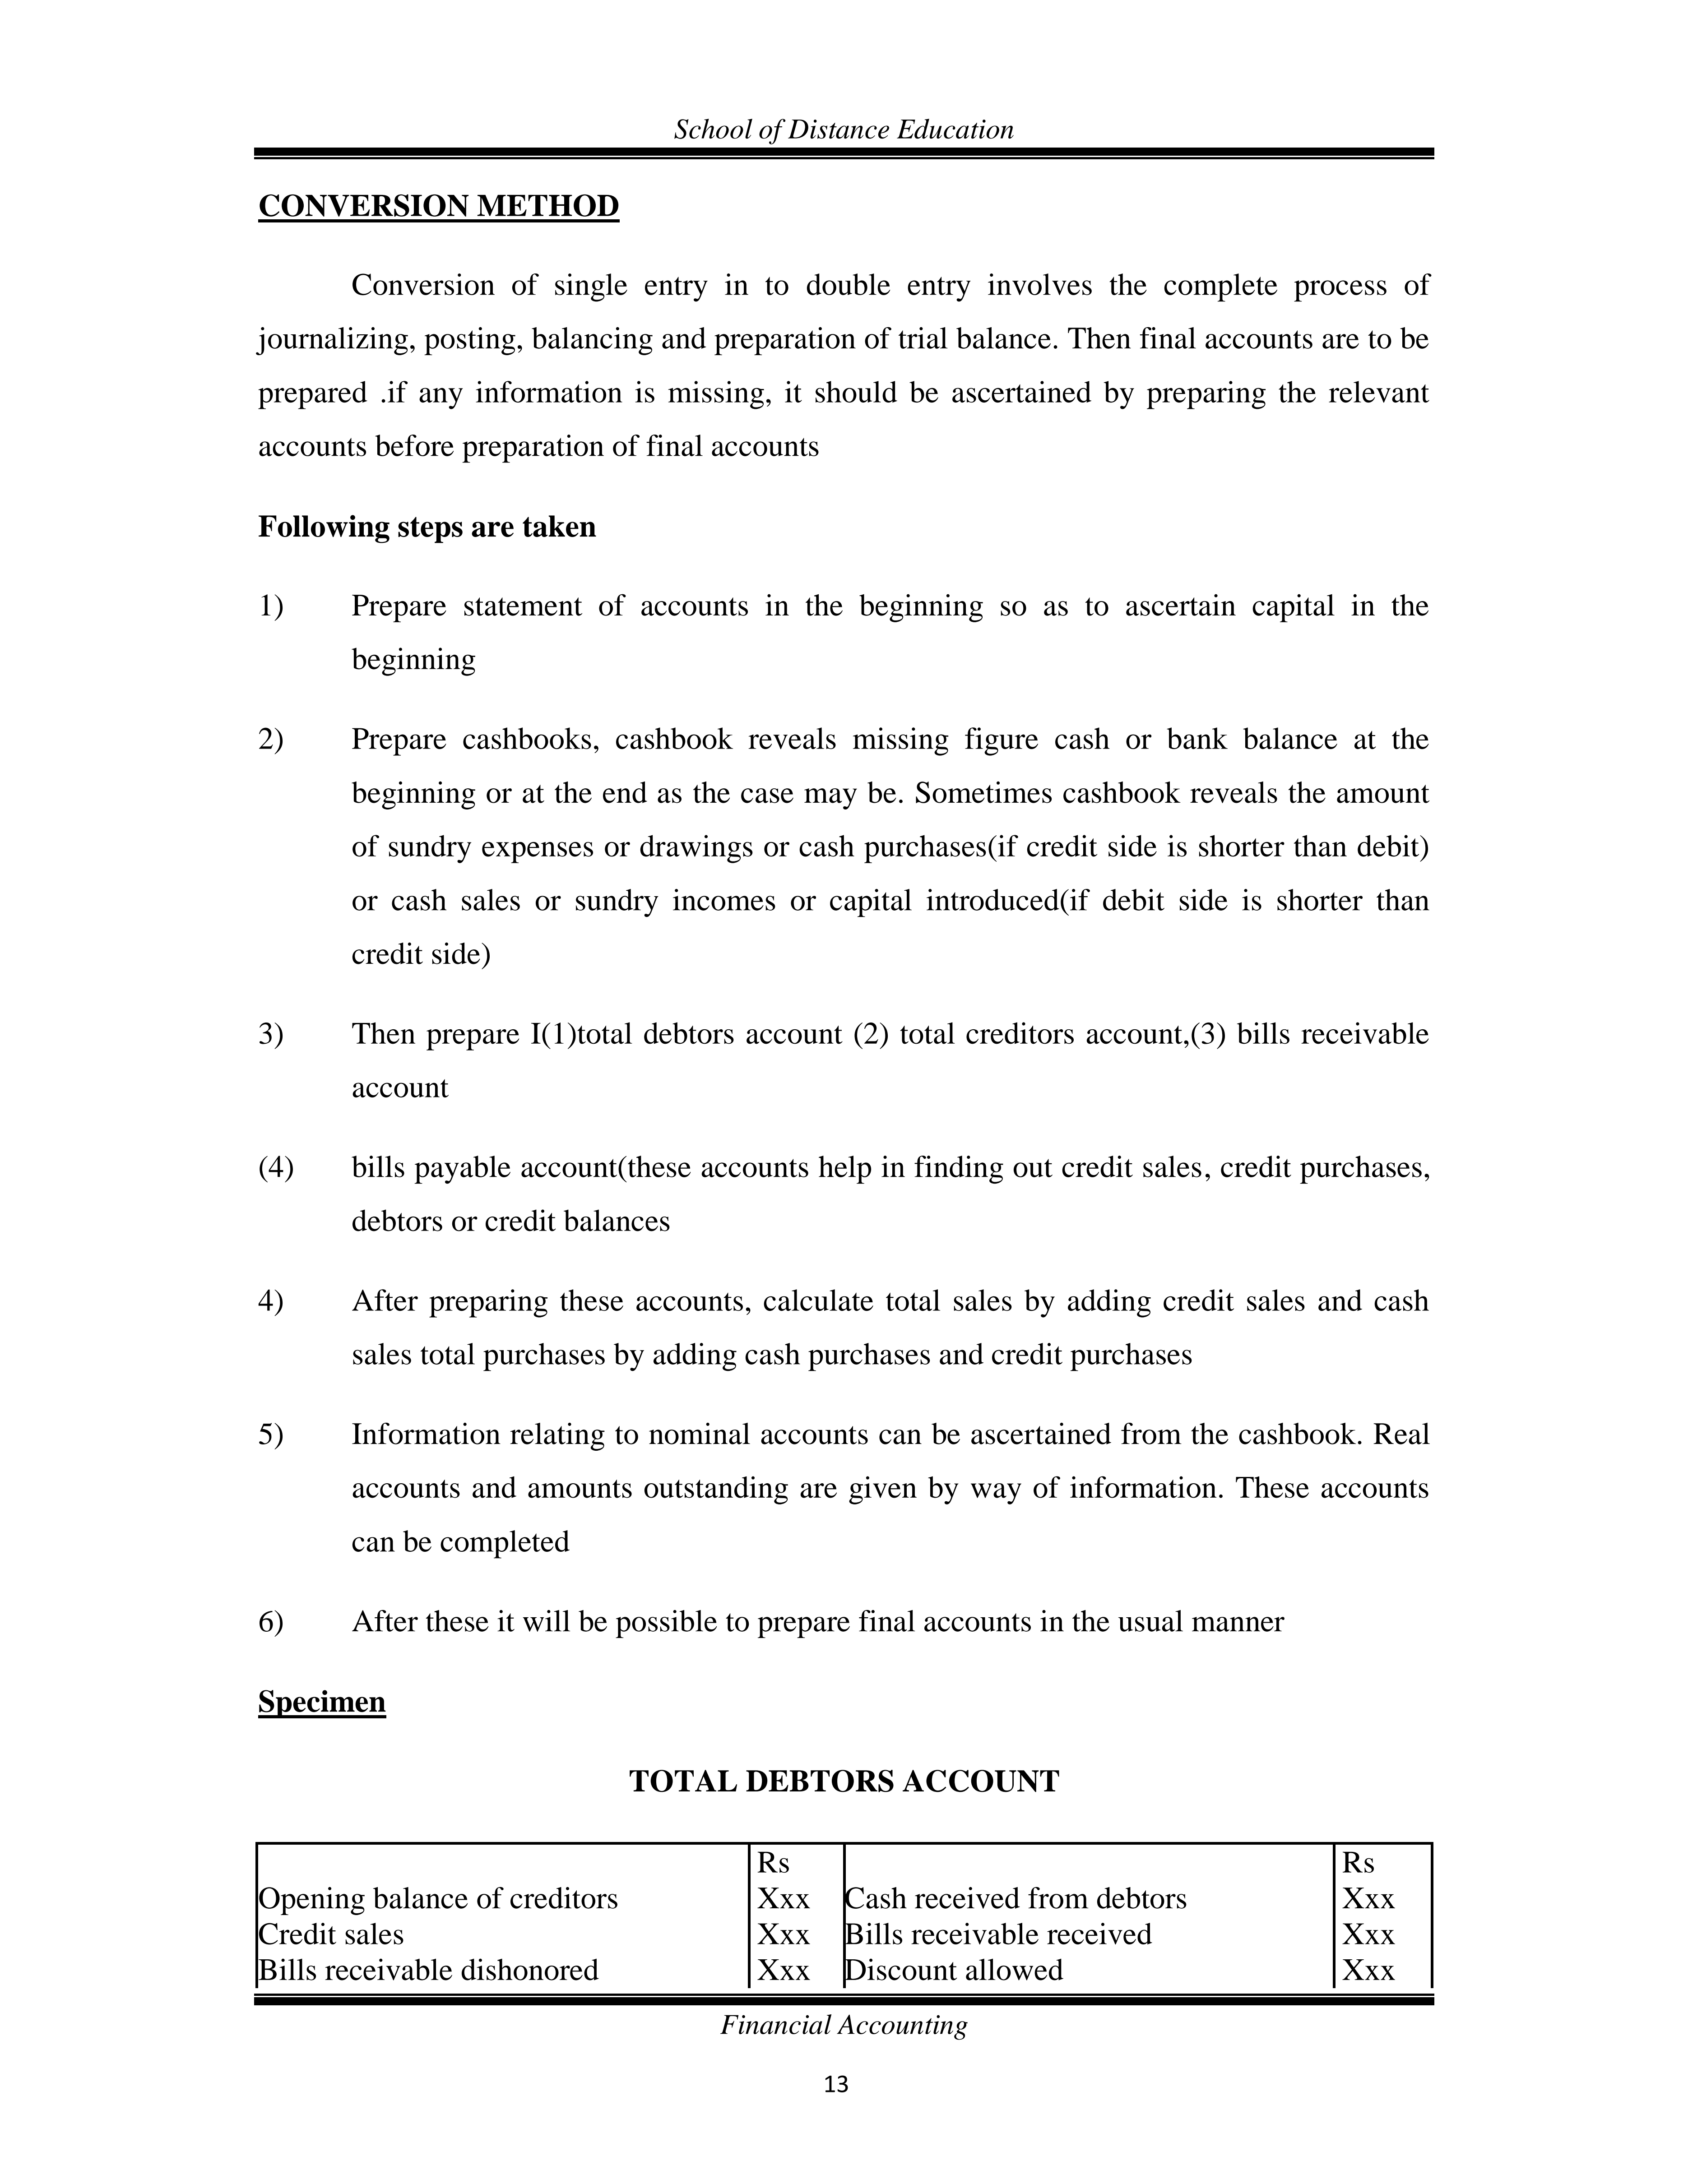 School of Distance Education
CONVERSION METHOD
Conversion of single entry in to double entry involves the complete process of
journalizing, posting, balancing and preparation of trial balance. Then final accounts are to be
prepared .if any information is missing, it should be ascertained by preparing the relevant
accounts before preparation of final accounts
Following steps are taken
1) Prepare statement of accounts in the beginning so as to ascertain capital in the
beginning
2) Prepare cashbooks, cashbook reveals missing figure cash or bank balance at the
beginning or at the end as the case may be. Sometimes cashbook reveals the amount
of sundry expenses or drawings or cash purchases(if credit side is shorter than debit)
or cash sales or sundry incomes or capital introduced(if debit side is shorter than
credit side)
3) Then prepare I(1)total debtors account (2) total creditors account,(3) bills receivable
account
(4) bills payable account(these accounts help in finding out credit sales, credit purchases,
debtors or credit balances
4) After preparing these accounts, calculate total sales by adding credit sales and cash
sales total purchases by adding cash purchases and credit purchases
5) Information relating to nominal accounts can be ascertained from the cashbook. Real
accounts and amounts outstanding are given by way of information. These accounts
can be completed
6) After these it will be possible to prepare final accounts in the usual manner
Specimen
TOTAL DEBTORS ACCOUNT
Rs Rs
Opening balance of creditors Xxx Cash received from debtors Xxx
Credit sales Xxx Bills receivable received Xxx
Bills receivable dishonored Xxx Discount allowed Xxx
Financial Accounting
13